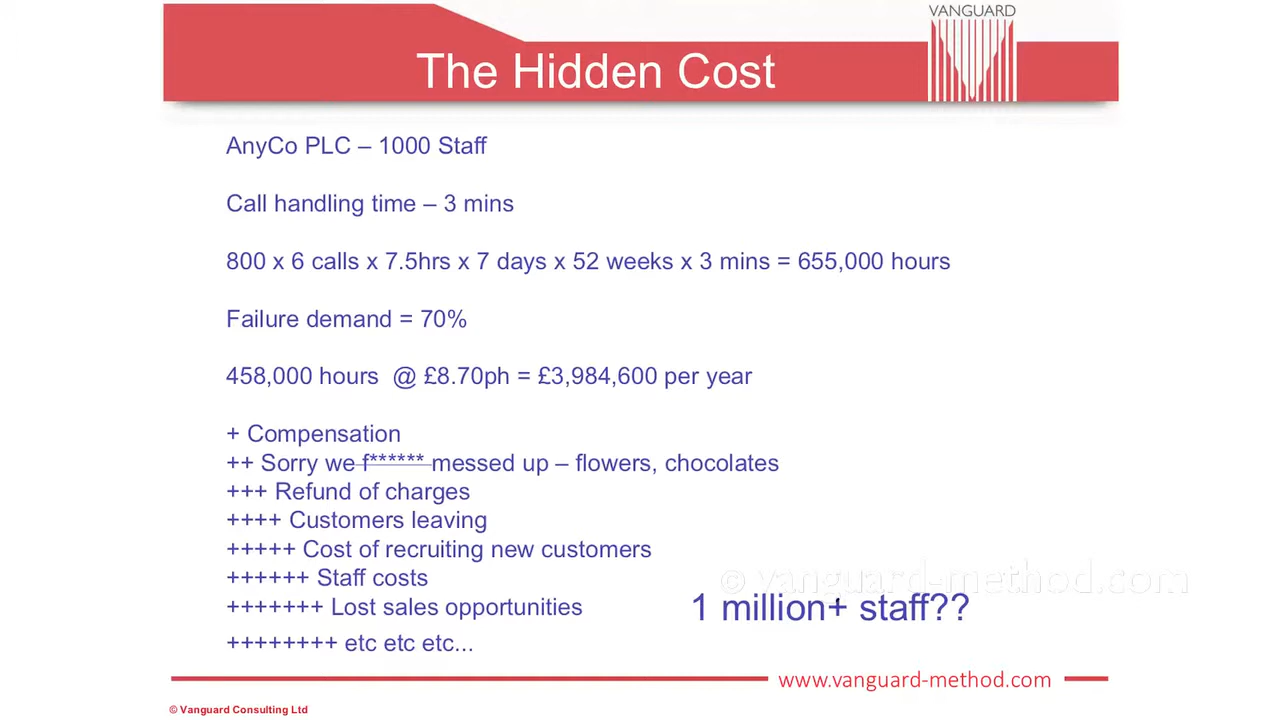 VANGUARD
The Hidden Cost
AnyCo PLC – 1000 Staff
Call handling time – 3 mins
800 x 6 calls x 7.5hrs x 7 days x 52 weeks x 3 mins = 655,000 hours
Failure demand = 70%
458,000 hours  @ £8.70ph = £3,984,600 per year
+ Compensation
++ Sorry we f****** messed up – flowers, chocolates
+++ Refund of charges
++++ Customers leaving
+++++ Cost of recruiting new customers
++++++ Staff costs
© vanguard-method.com
+++++++ Lost sales opportunities
1 million+ staff??
++++++++ etc etc etc...
www.vanguard-method.com
© Vanguard Consulting Ltd